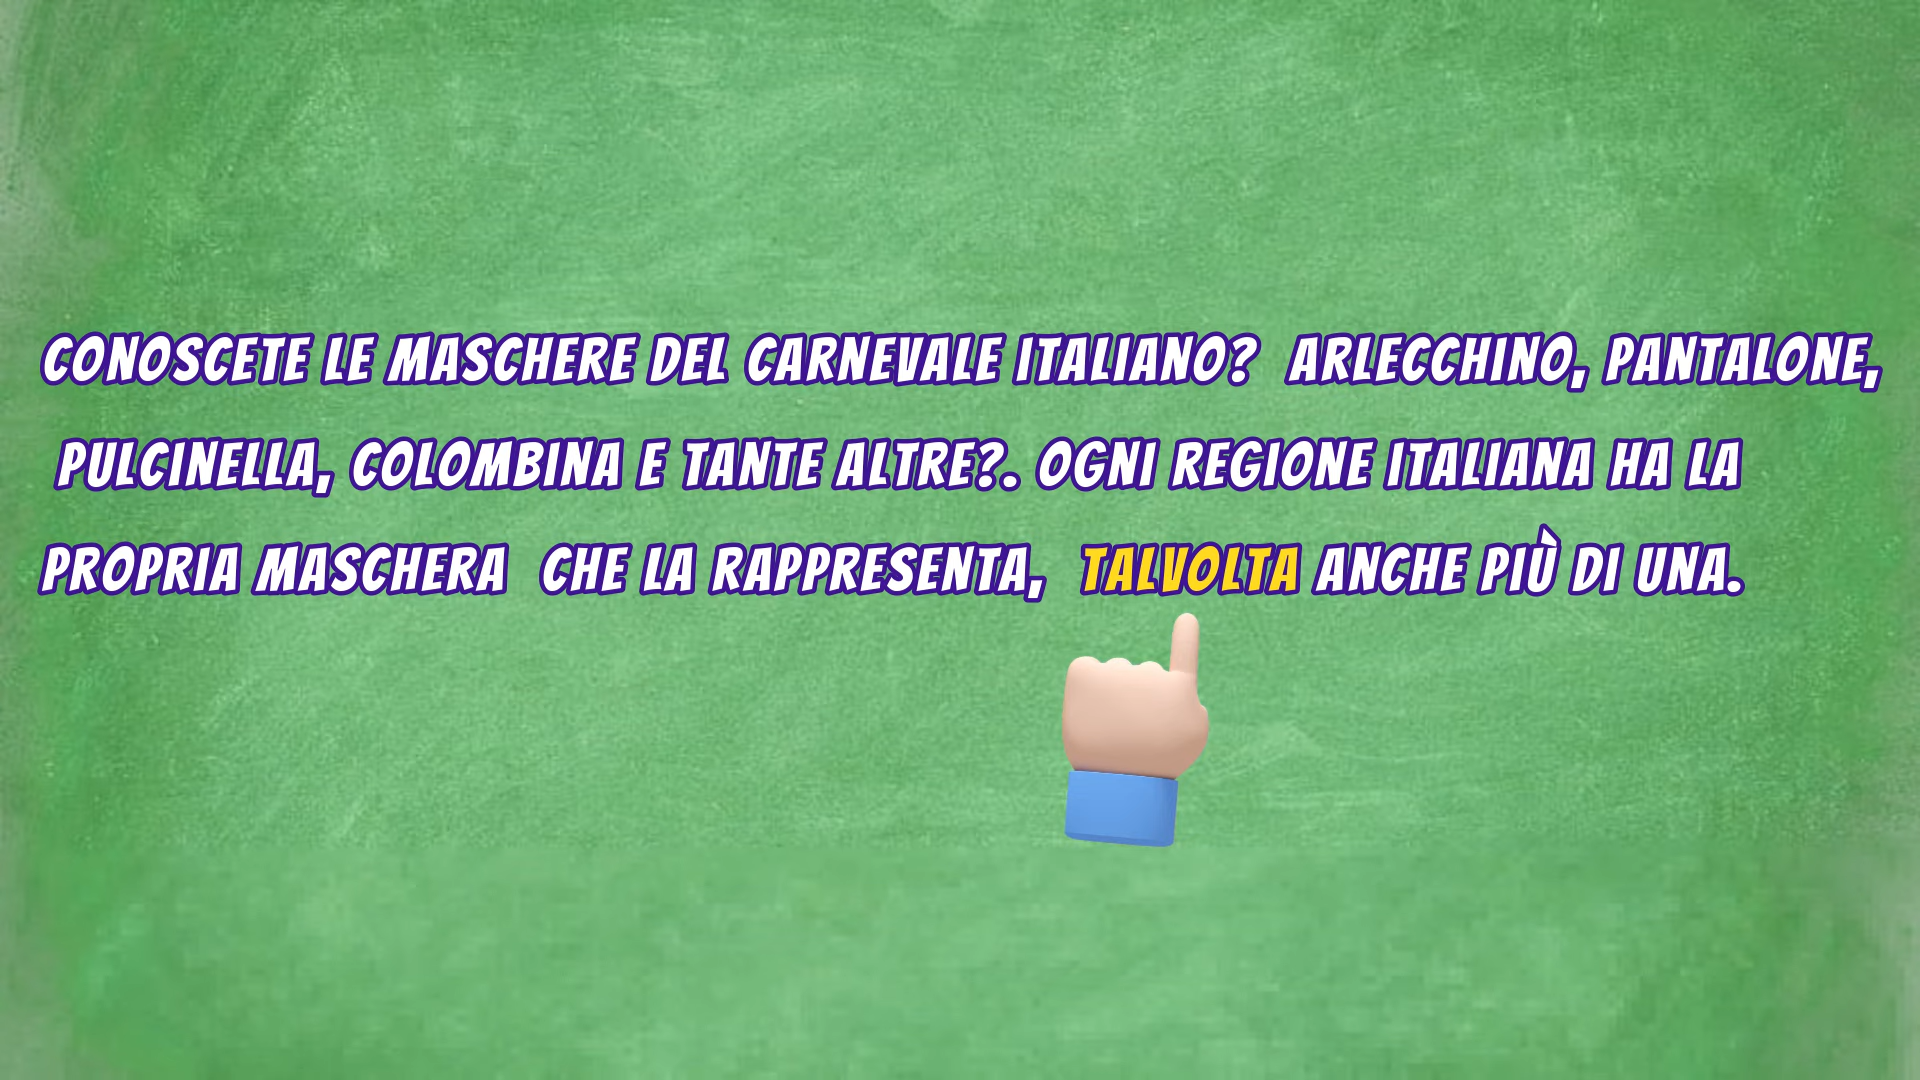 CONOSCETE LE MASCHERE DEL CARNEVALE ITALIANO? ARLECCHINO, PANTALONE,
PULCINELLA, COLOMBINA E TANTE ALTRE?. OGNI REGIONE ITALIANA HA LA
PROPRIA MASCHERA CHE LA RAPPRESENTA, TALVOLTA ANCHE PIÙ DI UNA.